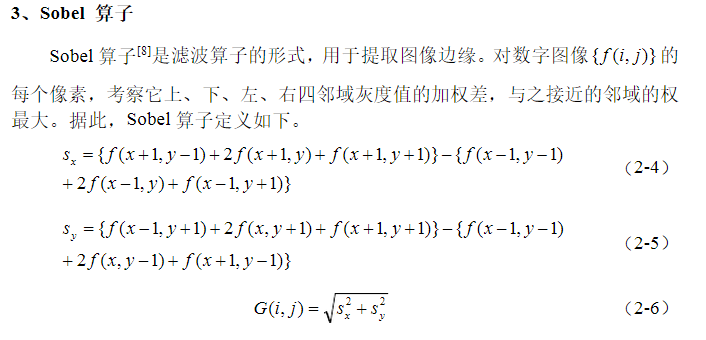 3、Sobel 算子
Sobel 算子[8]是滤波算子的形式，用于提取图像边缘。对数字图像{f(i,j)}的
每个像素，考察它上、下、左、右四邻域灰度值的加权差，与之接近的邻域的权
最大。据此，Sobel 算子定义如下。
s_x = {f(x+1,y−1)+2f(x+1,y)+f(x+1,y+1)}−{f(x−1,y−1)
+2f(x−1,y)+f(x−1,y+1)} （2-4）
s_y = {f(x−1,y+1)+2f(x,y+1)+f(x+1,y+1)}−{f(x−1,y−1)
+2f(x,y−1)+f(x+1,y−1)} （2-5）
G(i,j)=√(s_x^2+s_y^2) （2-6）